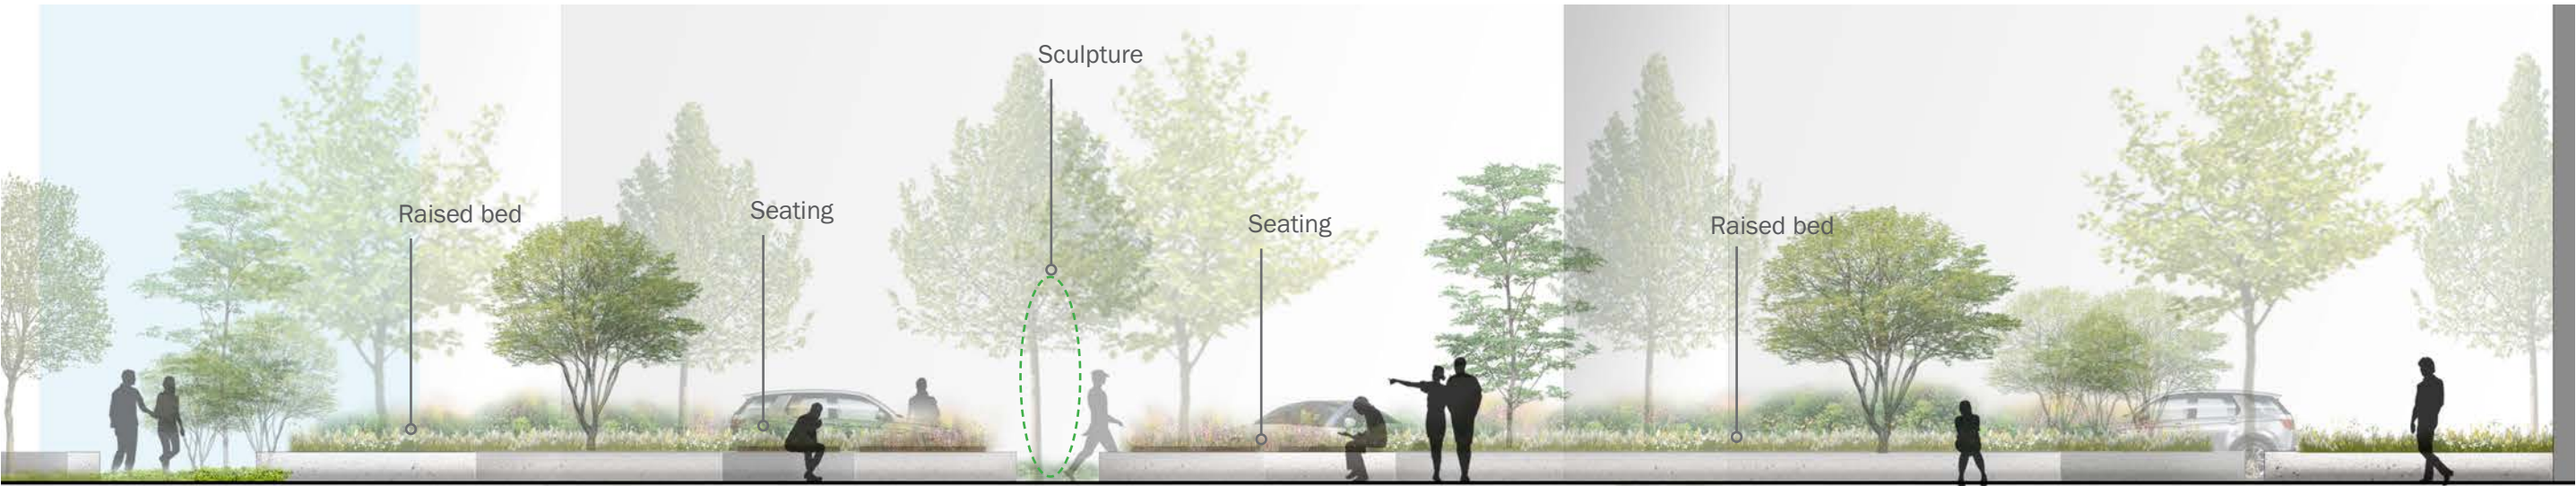 Sculpture
Raised bed
Seating
Seating
Raised bed